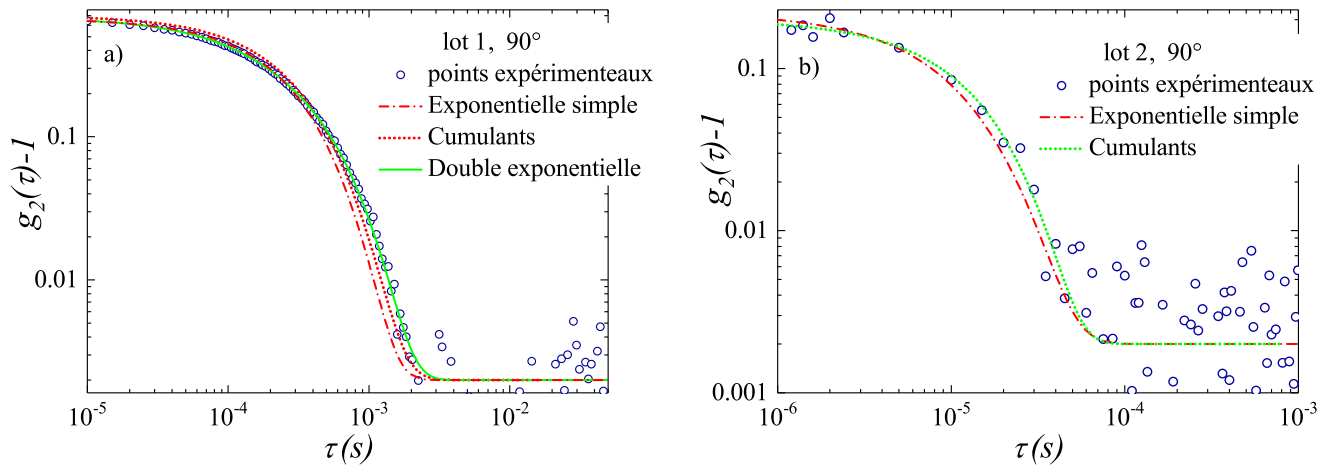 a)
lot 1, 90°
points expérimenteaux
Exponentielle simple
Cumulants
Double exponentielle
g₂(τ)-1
0.1
0.01
10⁻⁵
10⁻⁴
10⁻³
10⁻²
τ(s)
b)
lot 2, 90°
points expérimenteaux
Exponentielle simple
Cumulants
g₂(τ)-1
0.1
0.01
0.001
10⁻⁶
10⁻⁵
10⁻⁴
10⁻³
τ(s)